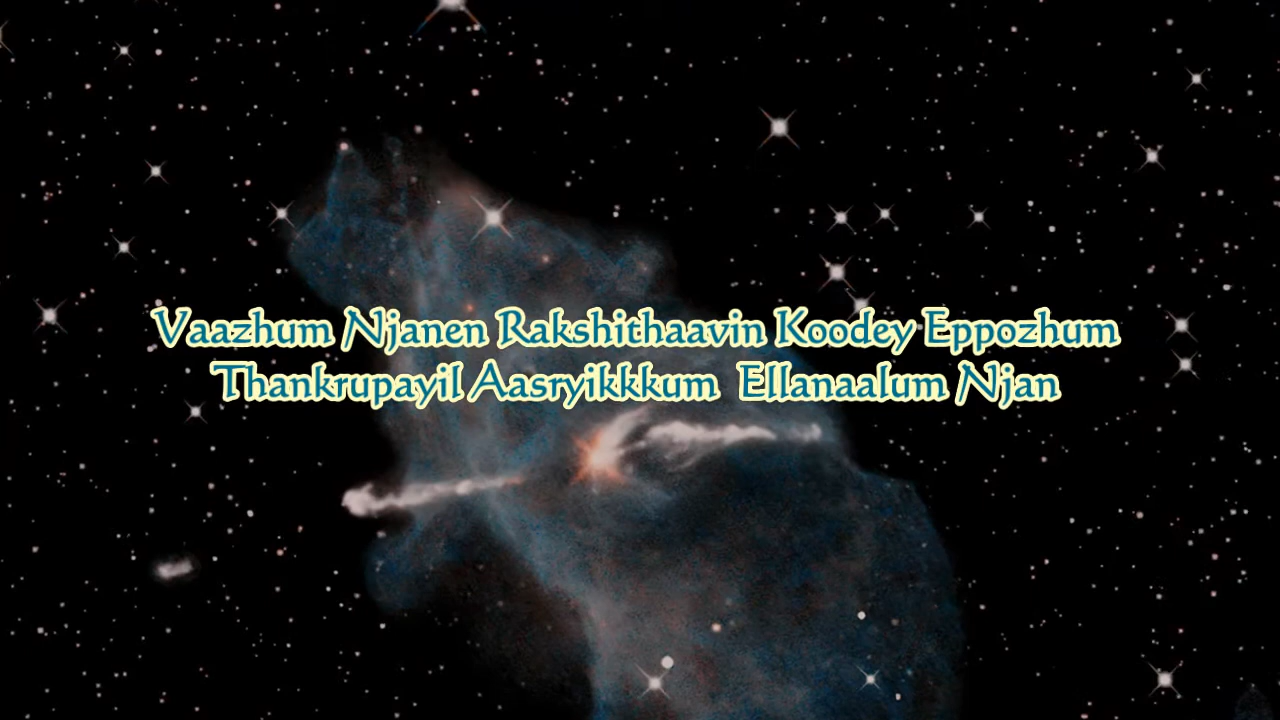 Vaazhum Njanen Rakshithaavin Koodey Eppozhum
Thankrupayil Aasryikkkum Ellanaalum Njan